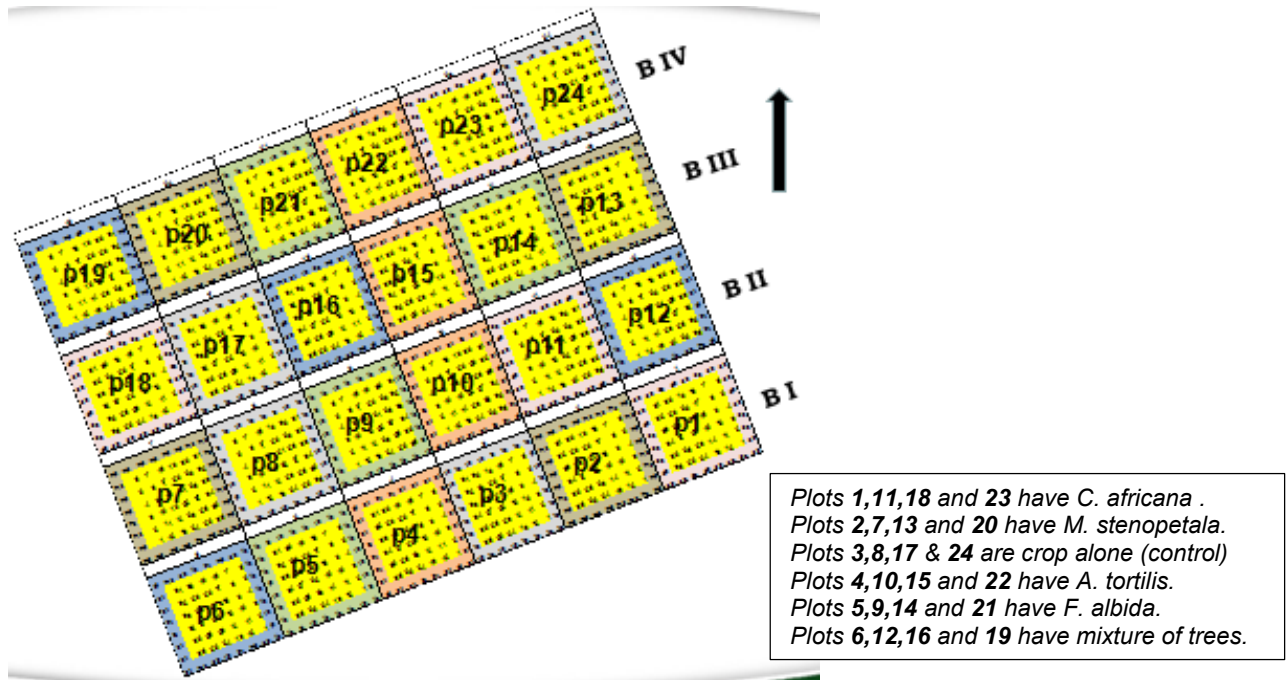 B IV
p24
p23
p22
p21
p20
p19
B III
p13
p14
p15
p16
p17
p18
B II
p12
p11
p10
p9
p8
p7
B I
p1
p2
p3
p4
p5
p6
Plots 1,11,18 and 23 have C. africana .
Plots 2,7,13 and 20 have M. stenopetala.
Plots 3,8,17 & 24 are crop alone (control)
Plots 4,10,15 and 22 have A. tortilis.
Plots 5,9,14 and 21 have F. albida.
Plots 6,12,16 and 19 have mixture of trees.